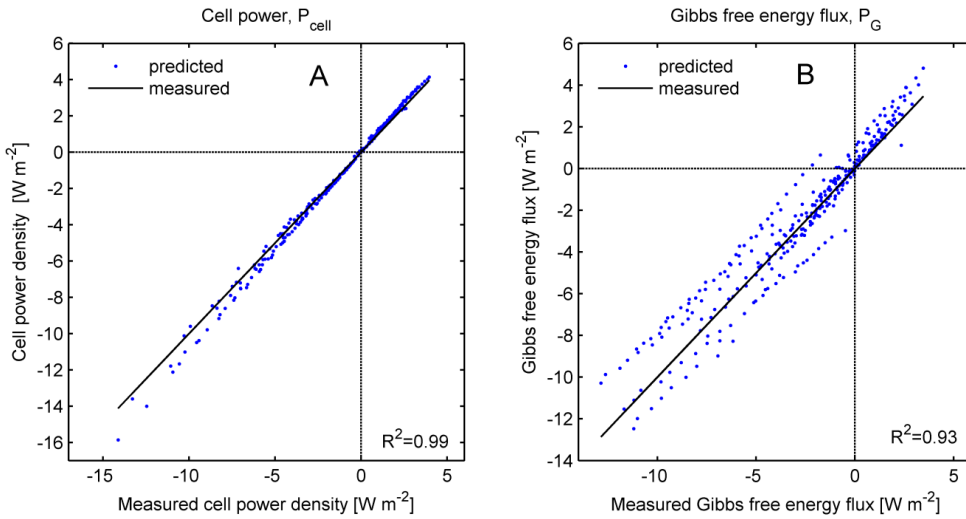 Cell power, P_cell
6
4
2
0
-2
-4
-6
-8
-10
-12
-14
-16
-15
-10
-5
0
5
predicted
measured
A
R²=0.99
Cell power density [W m⁻²]
Measured cell power density [W m⁻²]
Gibbs free energy flux, P_G
6
4
2
0
-2
-4
-6
-8
-10
-12
-14
-10
-5
0
5
predicted
measured
B
R²=0.93
Gibbs free energy flux [W m⁻²]
Measured Gibbs free energy flux [W m⁻²]